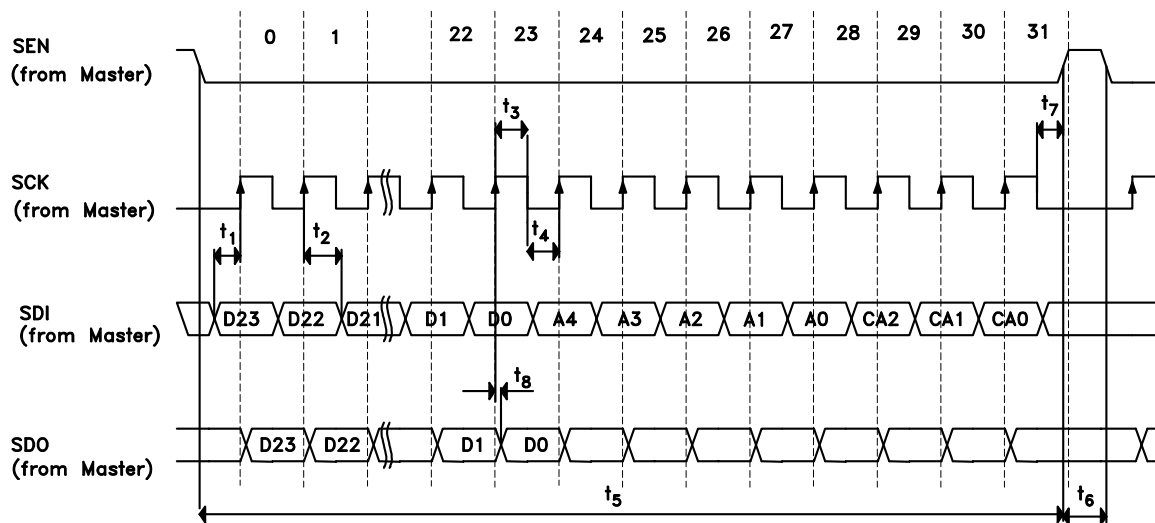 0 1 22 23 24 25 26 27 28 29 30 31
SEN
(from Master)
t3
t7
SCK
(from Master)
t1
t2
t4
SDI
(from Master)
D23 D22 D21 D1 D0 A4 A3 A2 A1 A0 CA2 CA1 CA0
t8
SDO
(from Master)
D23 D22 D1 D0
t5
t6